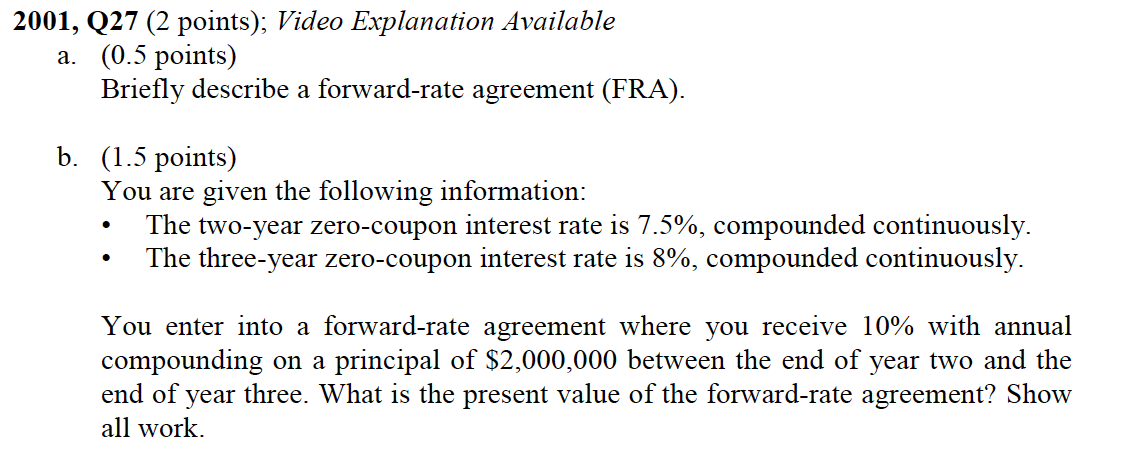 2001, Q27 (2 points); Video Explanation Available
a. (0.5 points)
Briefly describe a forward-rate agreement (FRA).
b. (1.5 points)
You are given the following information:
• The two-year zero-coupon interest rate is 7.5%, compounded continuously.
• The three-year zero-coupon interest rate is 8%, compounded continuously.
You enter into a forward-rate agreement where you receive 10% with annual
compounding on a principal of $2,000,000 between the end of year two and the
end of year three. What is the present value of the forward-rate agreement? Show
all work.